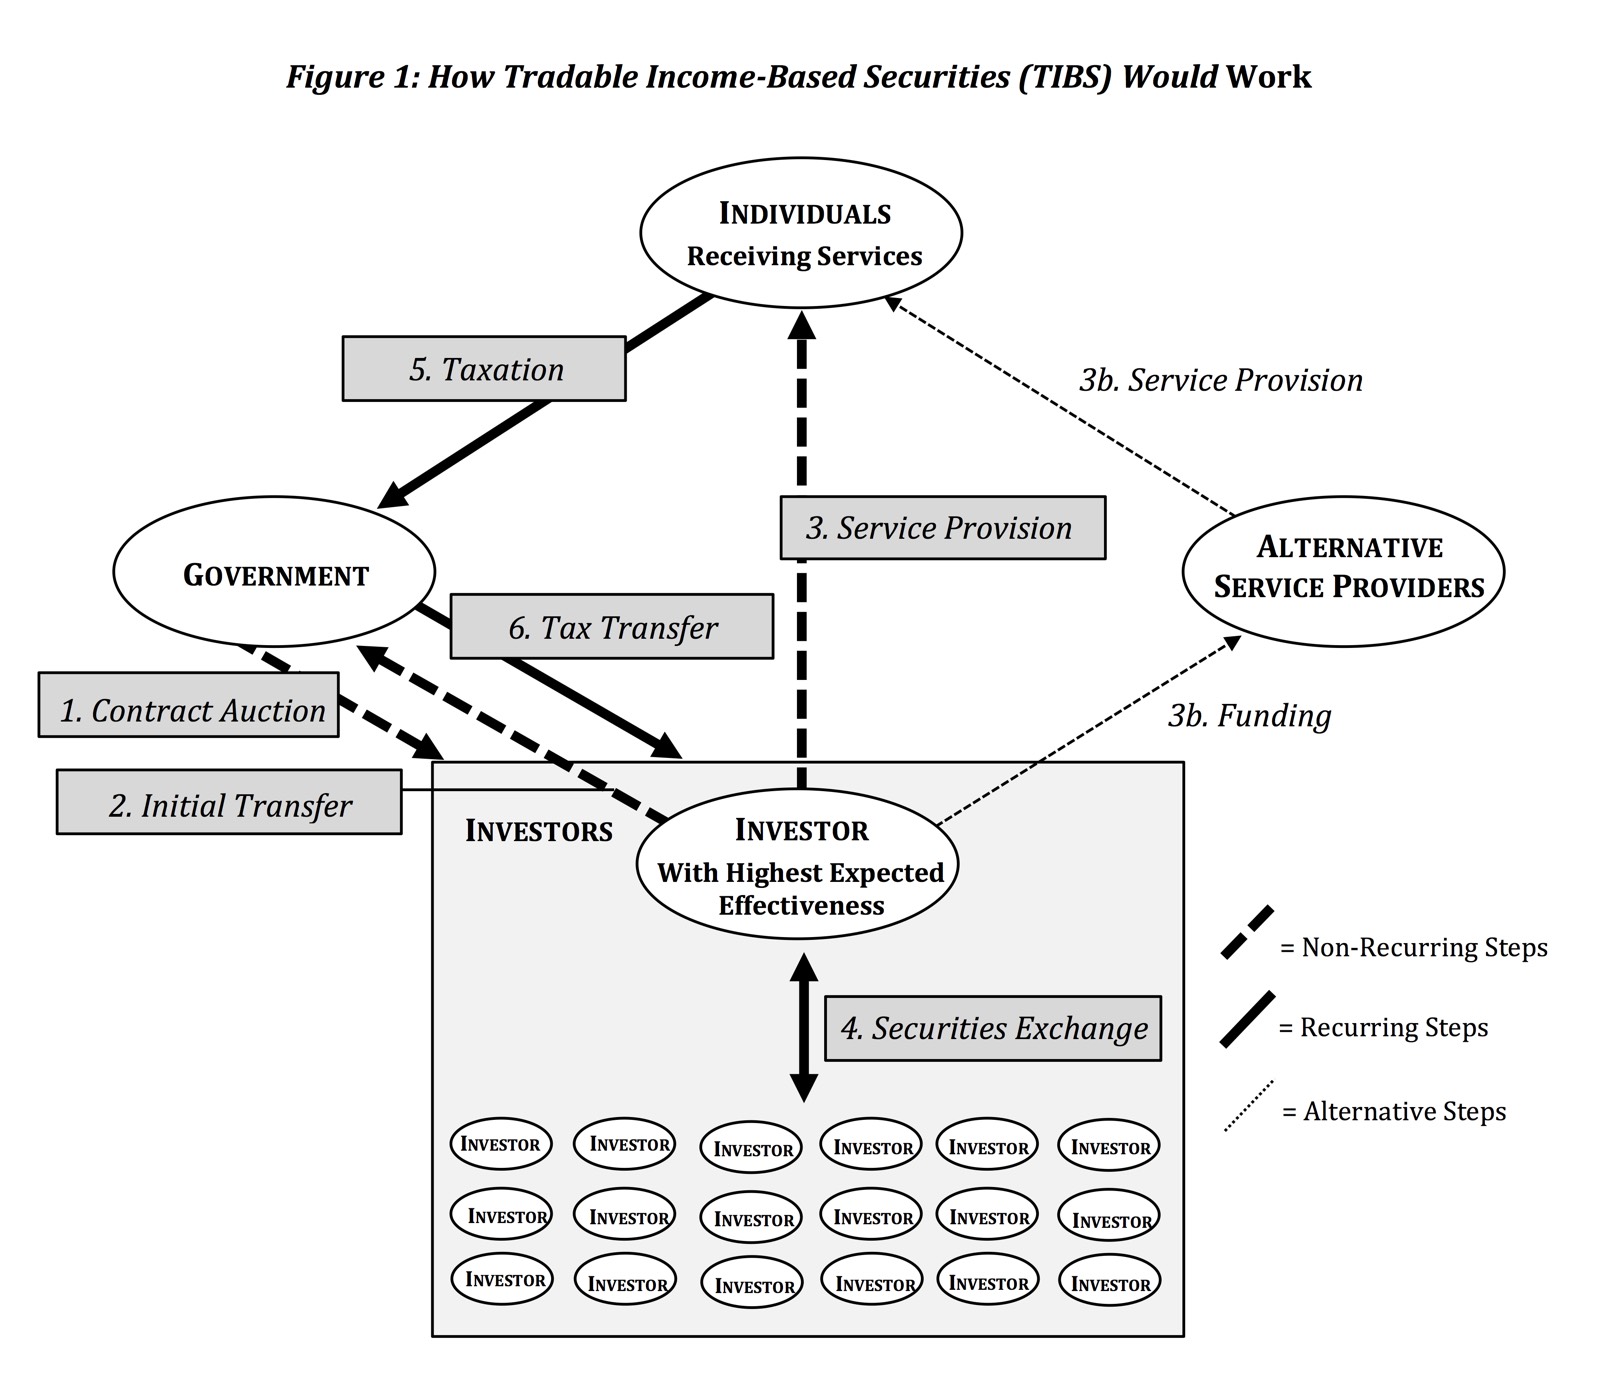 Figure 1: How Tradable Income-Based Securities (TIBS) Would Work
INDIVIDUALS
Receiving Services
5. Taxation
3b. Service Provision
3. Service Provision
ALTERNATIVE
SERVICE PROVIDERS
GOVERNMENT
6. Tax Transfer
1. Contract Auction
3b. Funding
2. Initial Transfer
INVESTORS
INVESTOR
With Highest Expected
Effectiveness
= Non-Recurring Steps
4. Securities Exchange
= Recurring Steps
= Alternative Steps
INVESTOR INVESTOR INVESTOR INVESTOR INVESTOR INVESTOR
INVESTOR INVESTOR INVESTOR INVESTOR INVESTOR INVESTOR
INVESTOR INVESTOR INVESTOR INVESTOR INVESTOR INVESTOR